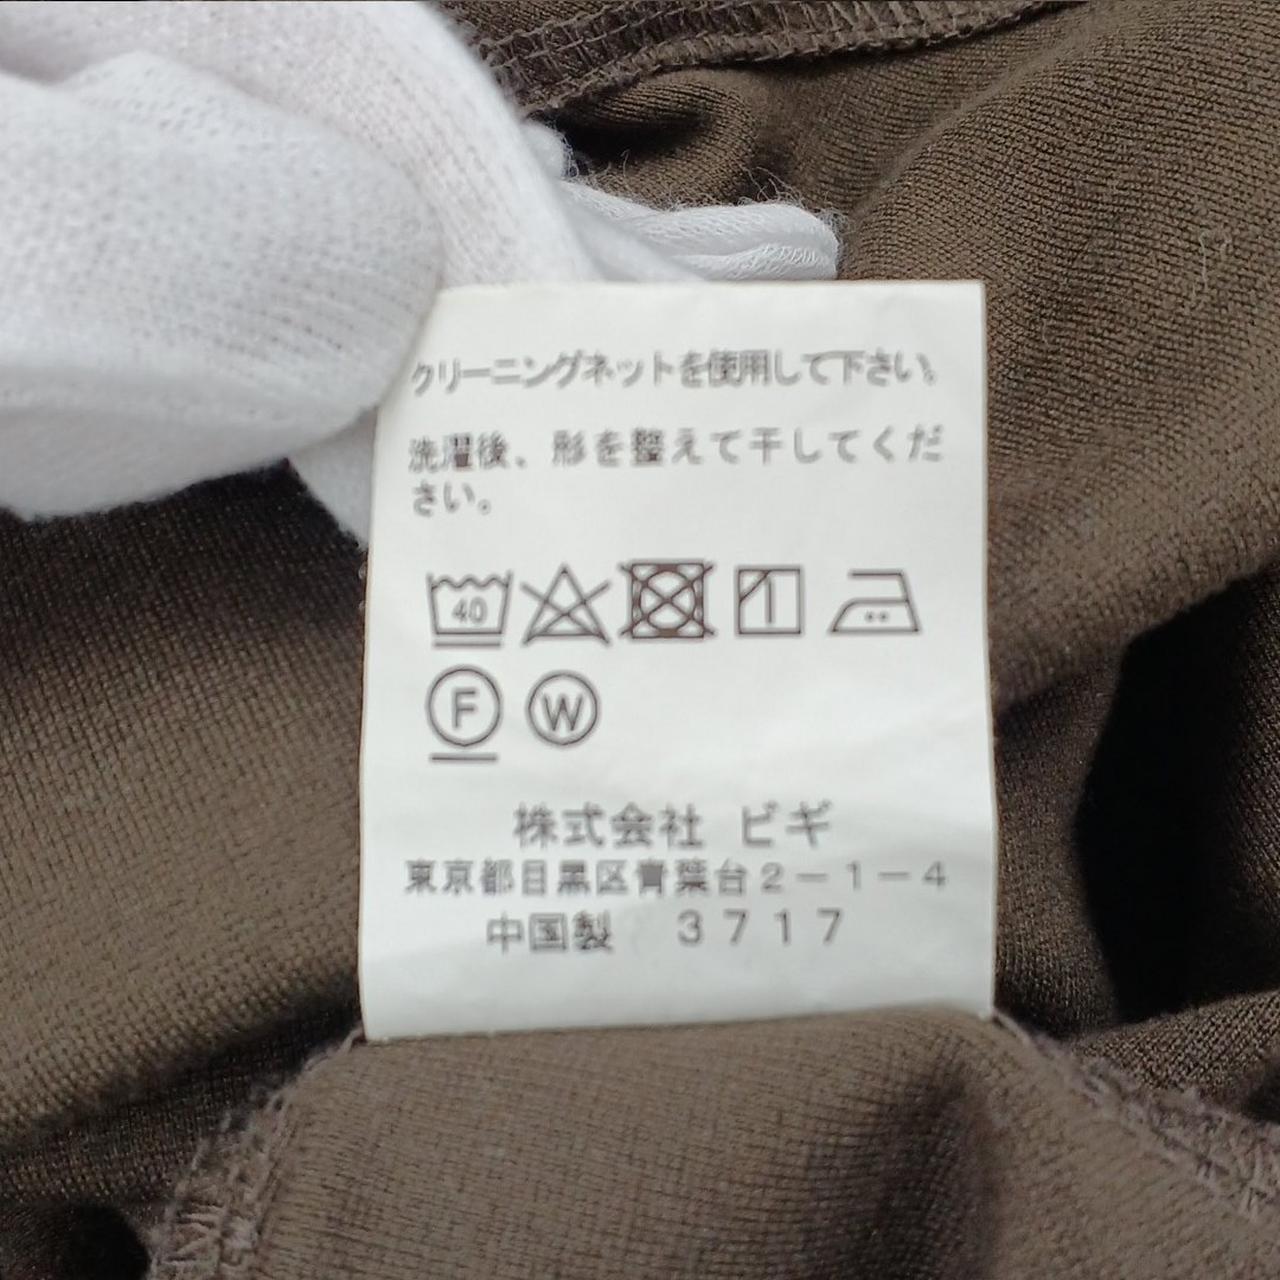 クリーニングネットを使用して下さい。
洗濯後、形を整えて干してくだ
さい。
40
F W
株式会社 ビギ
東京都目黒区青葉台2-1-4
中国製 3717